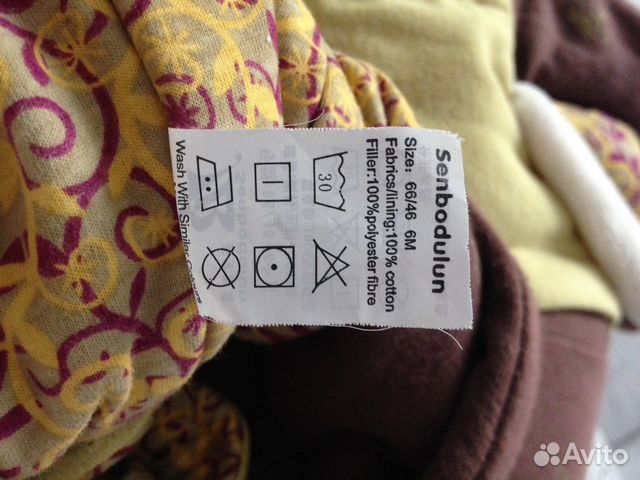 Senbodulun
Size: 66/46 6M
Fabrics/lining:100% cotton
Filler:100%polyester fibre
30
Wash With Similar
Avito